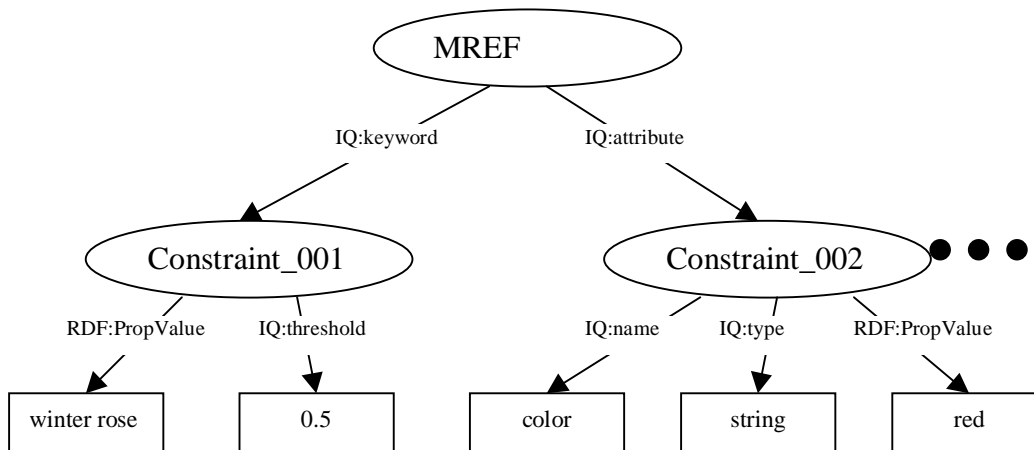 MREF
IQ:keyword
IQ:attribute
Constraint_001
Constraint_002
RDF:PropValue
IQ:threshold
IQ:name
IQ:type
RDF:PropValue
winter rose
0.5
color
string
red